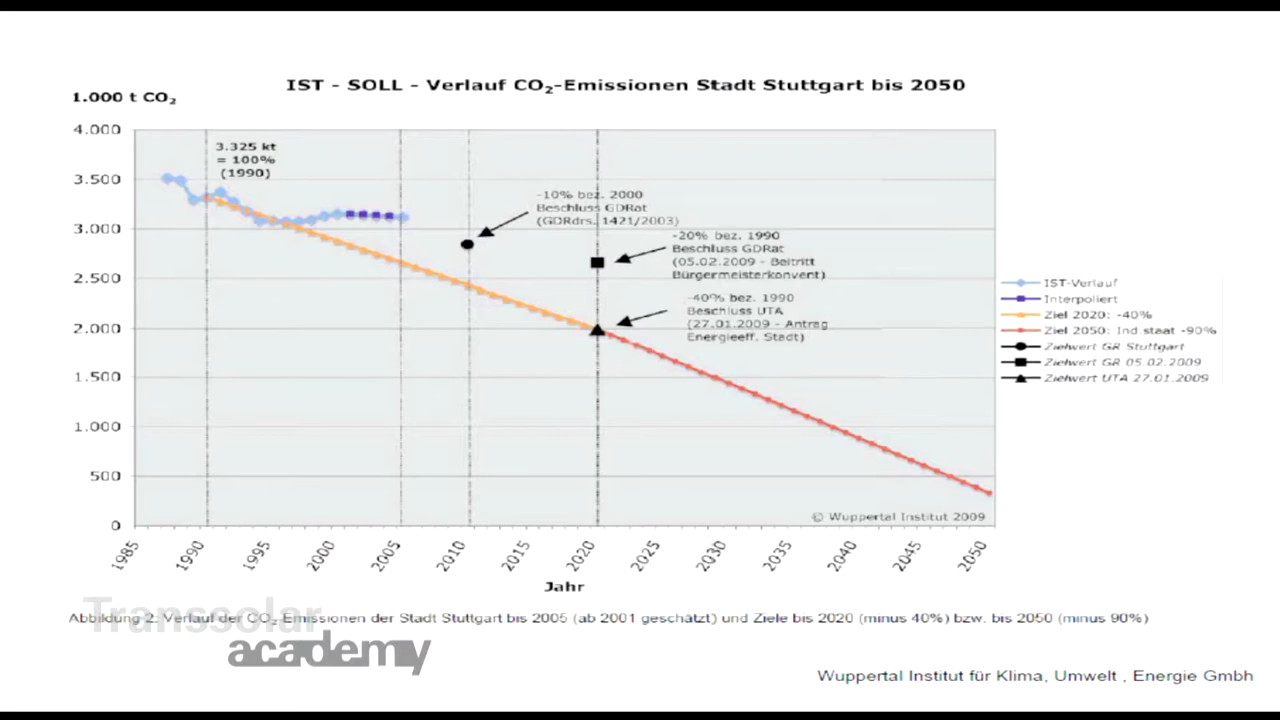 IST - SOLL - Verlauf CO₂-Emissionen Stadt Stuttgart bis 2050
1.000 t CO₂
4.000
3.500
3.000
2.500
2.000
1.500
1.000
500
0
3.325 kt
= 100%
(1990)
-10% bez. 2000
Beschluss GDRat
(GDRdrs. 1421/2003)
-20% bez. 1990
Beschluss GDRat
(05.02.2009 - Beitritt
Bürgermeisterkonvent)
-40% bez. 1990
Beschluss UTA
(27.01.2009 - Antrag
Energieeff. Stadt)
IST-Verlauf
Interpoliert
Ziel 2020: -40%
Ziel 2050: Ind staat -90%
Zielwert GR Stuttgart
Zielwert GR 05.02.2009
Zielwert UTA 27.01.2009
© Wuppertal Institut 2009
1985
1990
1995
2000
2005
2010
2015
2020
2025
2030
2035
2040
2045
2050
Jahr
Abbildung 2: Verlauf der CO₂-Emissionen der Stadt Stuttgart bis 2005 (ab 2001 geschätzt) und Ziele bis 2020 (minus 40%) bzw. bis 2050 (minus 90%)
Transsolar
academy
Wuppertal Institut für Klima, Umwelt , Energie Gmbh